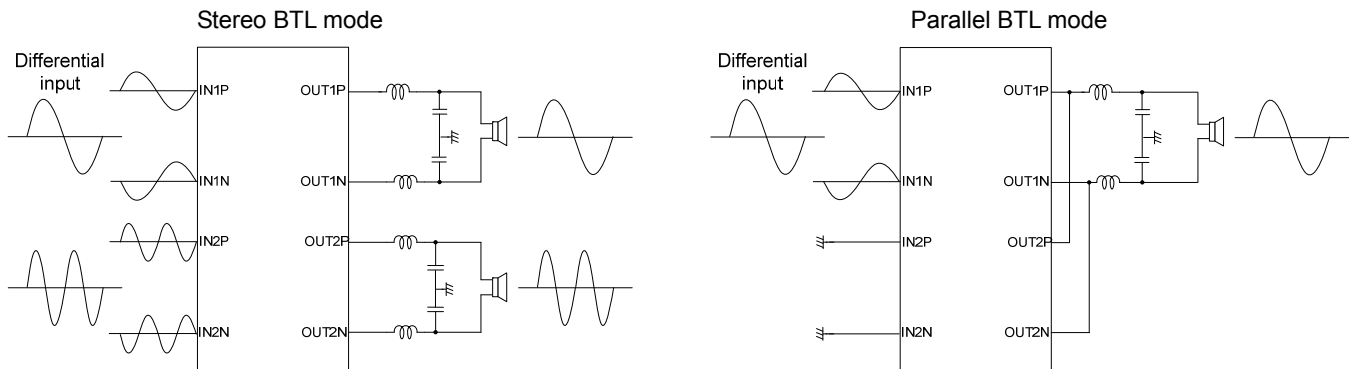 Stereo BTL mode
Differential
input
IN1P
OUT1P
IN1N
OUT1N
IN2P
OUT2P
IN2N
OUT2N
Parallel BTL mode
Differential
input
IN1P
OUT1P
IN1N
OUT1N
IN2P
OUT2P
IN2N
OUT2N